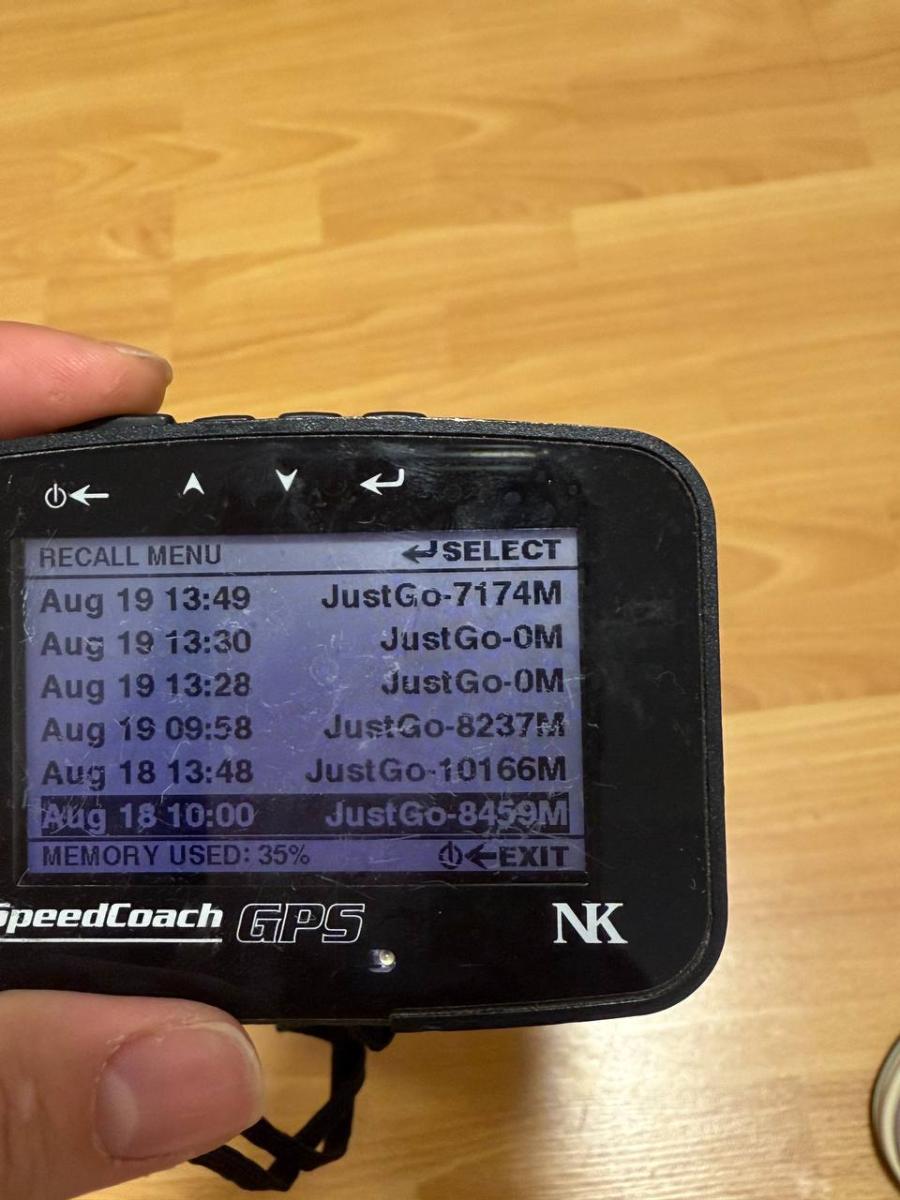 RECALL MENU SELECT
Aug 19 13:49 JustGo-7174M
Aug 19 13:30 JustGo-0M
Aug 19 13:28 JustGo-0M
Aug 19 09:58 JustGo-8237M
Aug 18 13:48 JustGo-10166M
Aug 18 10:00 JustGo-8459M
MEMORY USED: 35% EXIT
SpeedCoach GPS NK